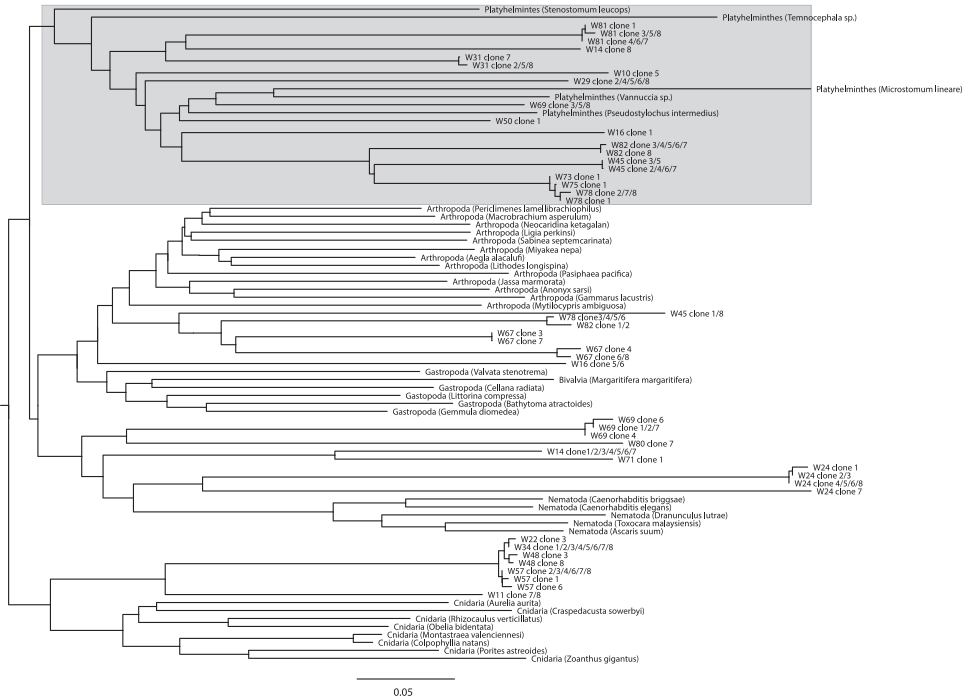 Platyhelmintes (Stenostomum leucops)
Platyhelminthes (Temnocephala sp.)
W81 clone 1
W81 clone 3/5/8
W81 clone 4/6/7
W14 clone 8
W31 clone 7
W31 clone 2/5/8
W10 clone 5
W29 clone 2/4/5/6/8
Platyhelminthes (Microstomum lineare)
Platyhelminthes (Vannuccia sp.)
W69 clone 3/5/8
Platyhelminthes (Pseudostylochus intermedius)
W50 clone 1
W16 clone 1
W82 clone 3/4/5/6/7
W82 clone 8
W45 clone 3/5
W45 clone 2/4/6/7
W73 clone 1
W75 clone 1
W78 clone 2/7/8
W78 clone 1
Arthropoda (Periclimenes lamellibrachiophilus)
Arthropoda (Macrobrachium asperulum)
Arthropoda (Neocaridina ketagalan)
Arthropoda (Ligia perkinsi)
Arthropoda (Sabinea septemcarinata)
Arthropoda (Miyakea nepa)
Arthropoda (Aegla alacalufi)
Arthropoda (Lithodes longispina)
Arthropoda (Pasiphaea pacifica)
Arthropoda (Jassa marmorata)
Arthropoda (Anonyx sarsi)
Arthropoda (Gammarus lacustris)
Arthropoda (Mytilocypris ambiguosa)
W45 clone 1/8
W78 clone3/4/5/6
W82 clone 1/2
W67 clone 3
W67 clone 7
W67 clone 4
W67 clone 6/8
W16 clone 5/6
Gastropoda (Valvata stenotrema)
Bivalvia (Margaritifera margaritifera)
Gastropoda (Cellana radiata)
Gastopoda (Littorina compressa)
Gastropoda (Bathytoma atractoides)
Gastropoda (Gemmula diomedea)
W69 clone 6
W69 clone 1/2/7
W69 clone 4
W80 clone 7
W14 clone1/2/3/4/5/6/7
W71 clone 1
W24 clone 1
W24 clone 2/3
W24 clone 4/5/6/8
W24 clone 7
Nematoda (Caenorhabditis briggsae)
Nematoda (Caenorhabditis elegans)
Nematoda (Dranunculus lutrae)
Nematoda (Toxocara malaysiensis)
Nematoda (Ascaris suum)
W22 clone 3
W34 clone 1/2/3/4/5/6/7/8
W48 clone 3
W48 clone 8
W57 clone 2/3/4/6/7/8
W57 clone 1
W57 clone 6
W11 clone 7/8
Cnidaria (Aurelia aurita)
Cnidaria (Craspedacusta sowerbyi)
Cnidaria (Rhizocaulus verticillatus)
Cnidaria (Obelia bidentata)
Cnidaria (Montastraea valenciennesi)
Cnidaria (Colpophyllia natans)
Cnidaria (Porites astreoides)
Cnidaria (Zoanthus gigantus)
0.05